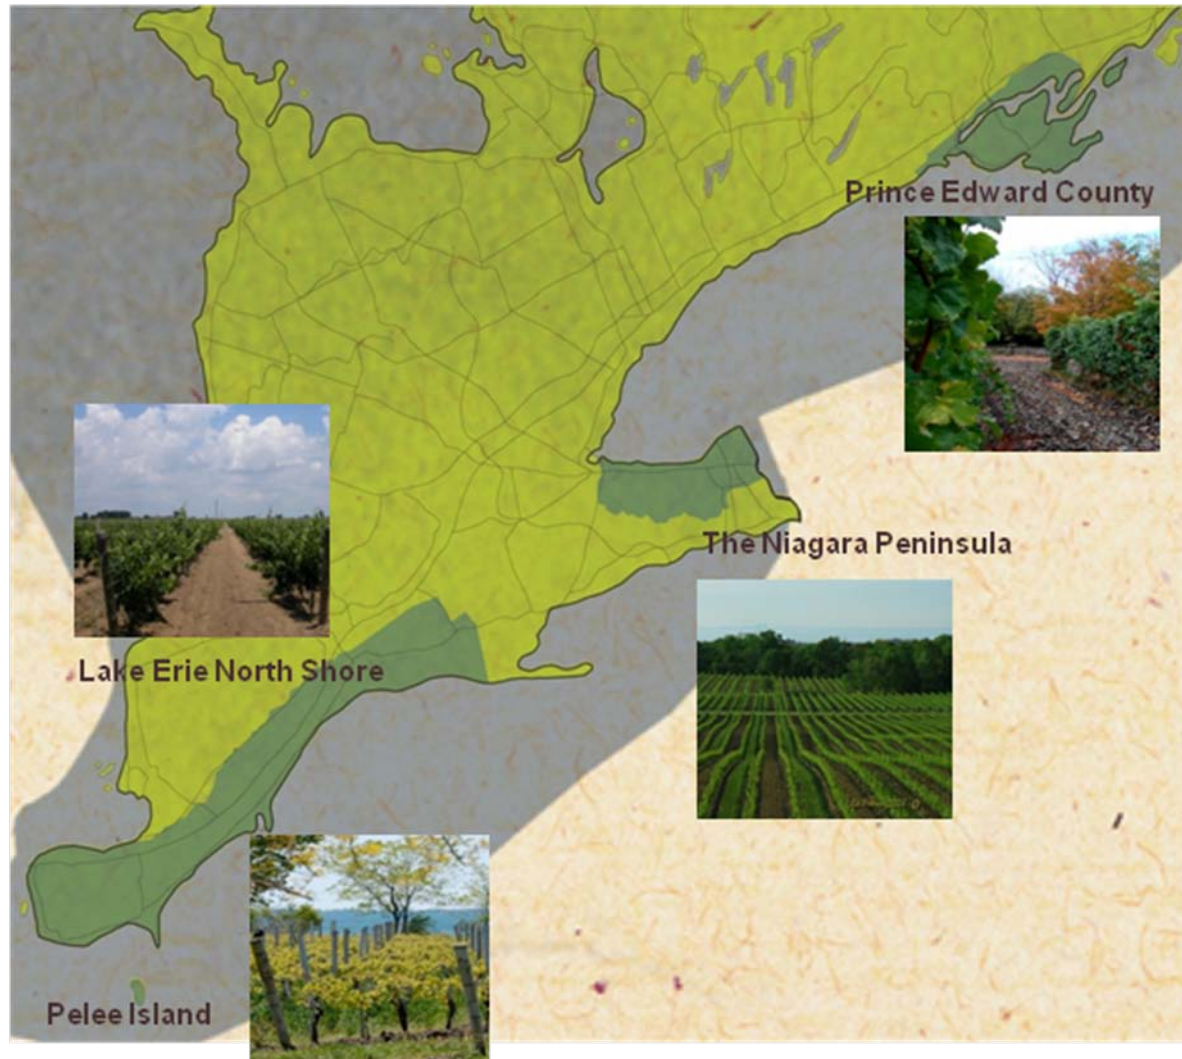 Prince Edward County
The Niagara Peninsula
Lake Erie North Shore
Pelee Island